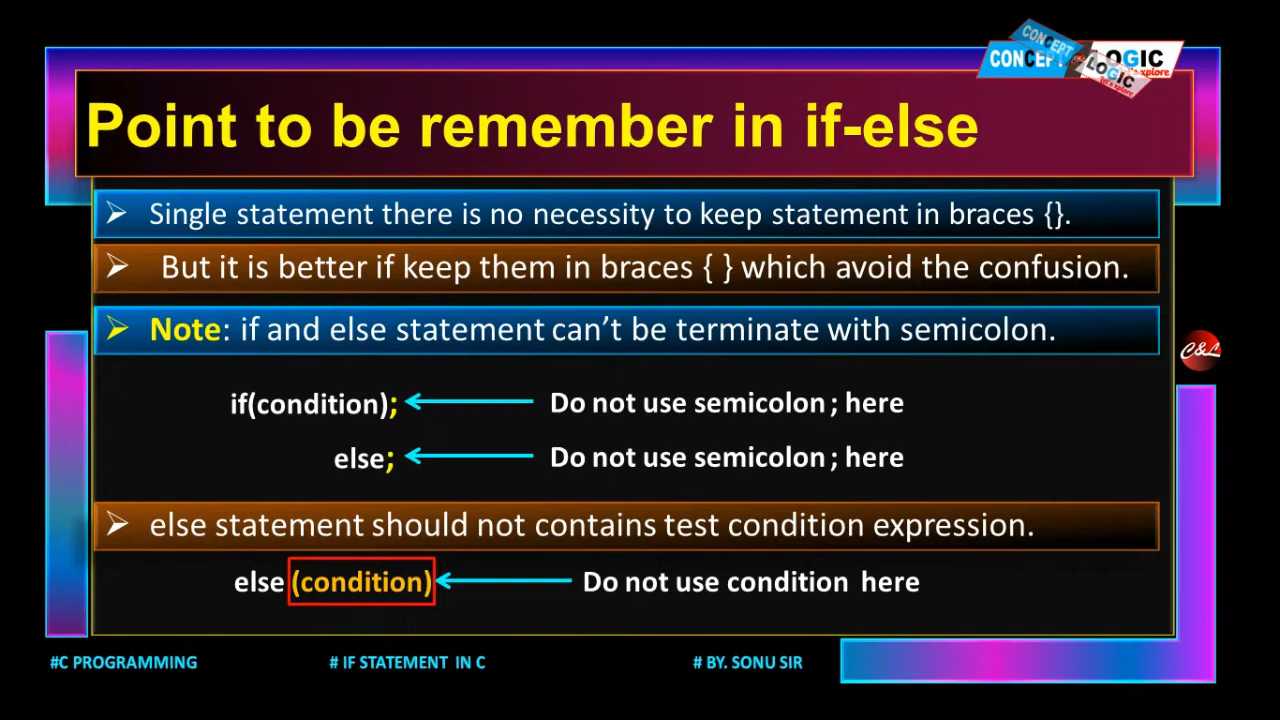 CONCEPT LOGIC
CONCEPT LOGIC
Point to be remember in if-else
Single statement there is no necessity to keep statement in braces {}.
But it is better if keep them in braces { } which avoid the confusion.
Note: if and else statement can’t be terminate with semicolon.
C&L
if(condition); Do not use semicolon ; here
else; Do not use semicolon ; here
else statement should not contains test condition expression.
else (condition) Do not use condition here
#C PROGRAMMING # IF STATEMENT IN C # BY. SONU SIR